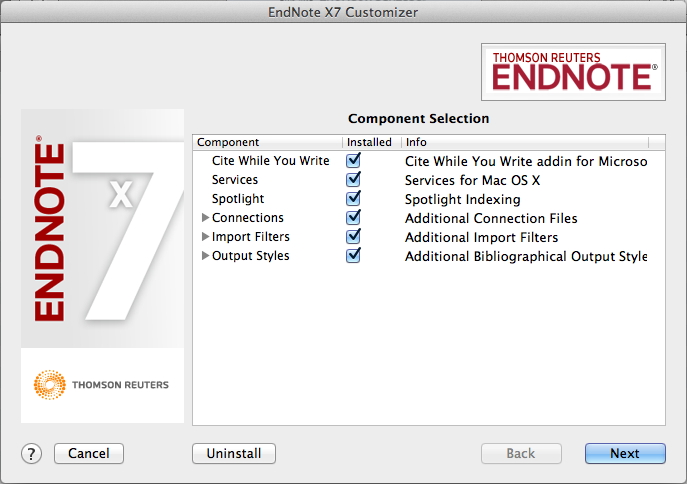 EndNote X7 Customizer
THOMSON REUTERS
ENDNOTE®
ENDNOTE®
X7
THOMSON REUTERS
Component Selection
Component Installed Info
Cite While You Write Cite While You Write addin for Microso
Services Services for Mac OS X
Spotlight Spotlight Indexing
Connections Additional Connection Files
Import Filters Additional Import Filters
Output Styles Additional Bibliographical Output Style
? Cancel Uninstall Back Next